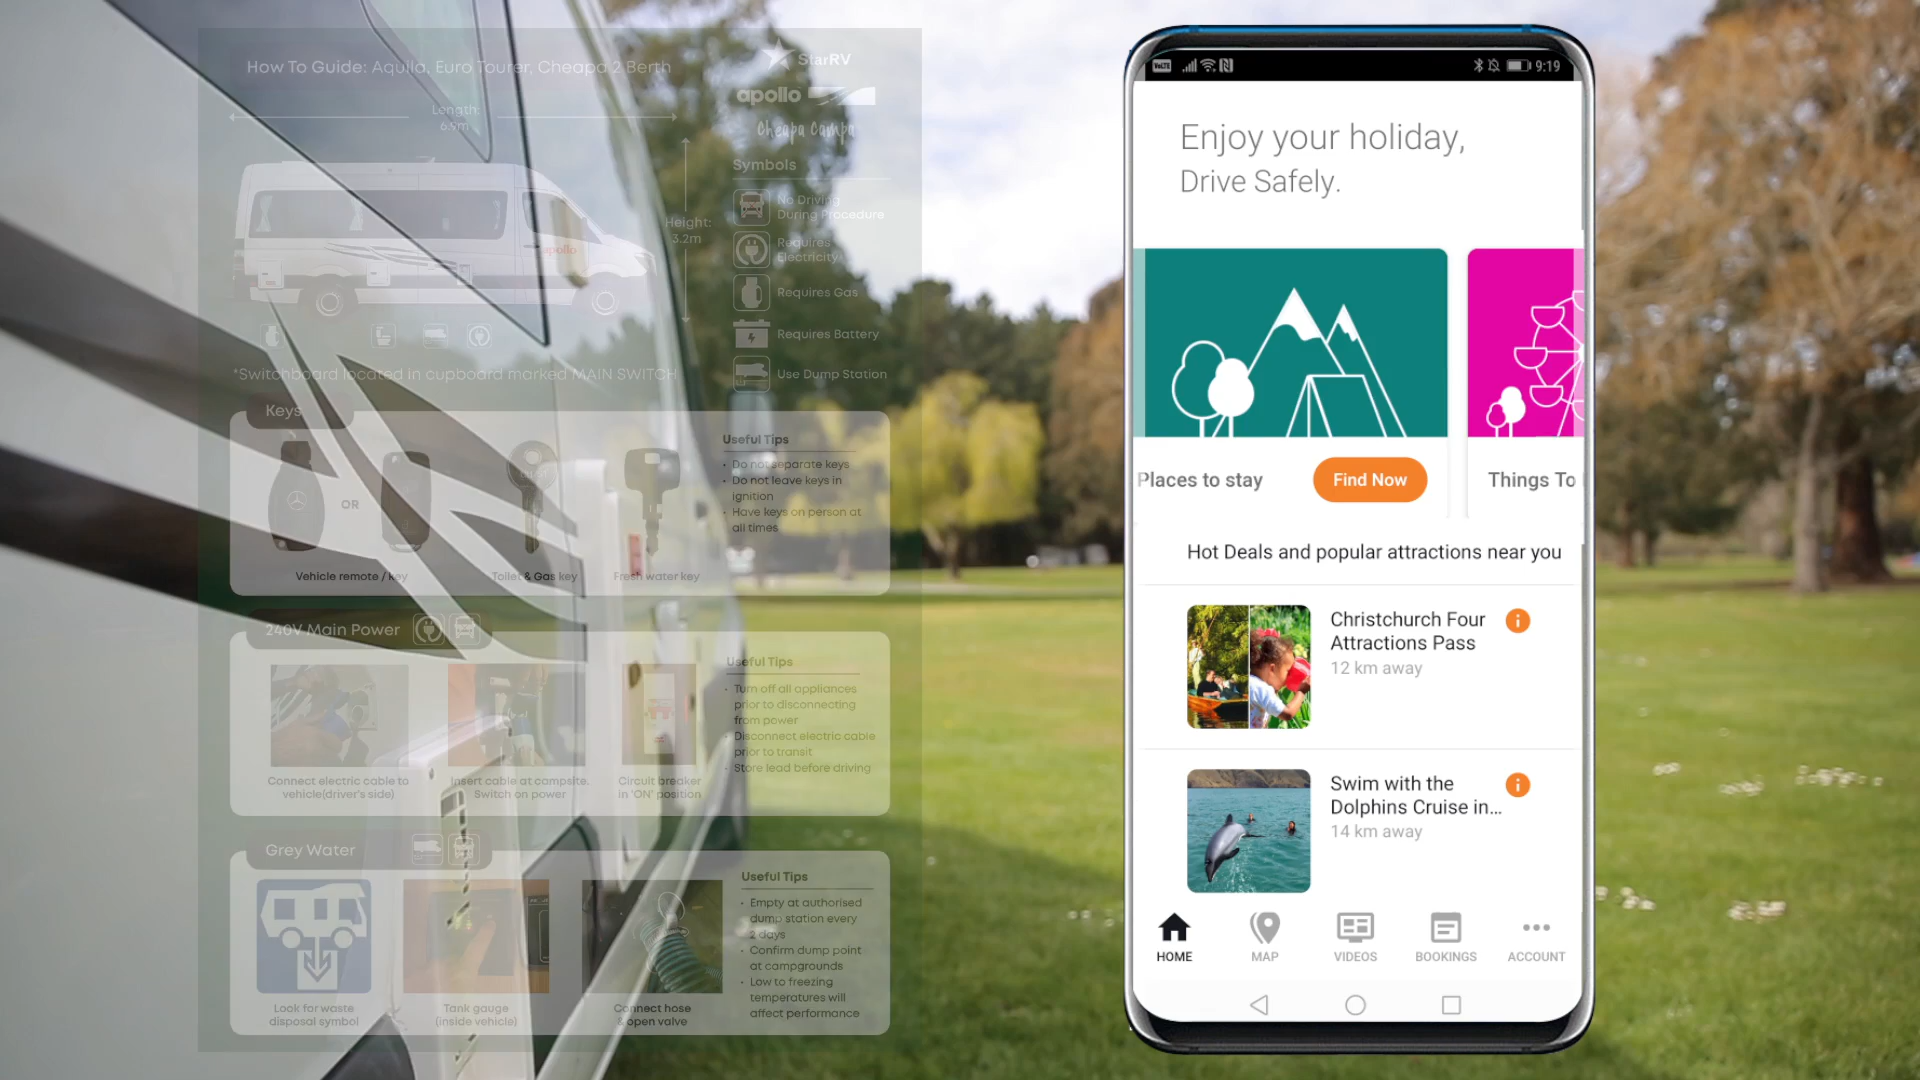 How To Guide: Aquila, Euro Tourer, Cheapa 2 Berth
Length:
6.9m
Height:
3.2m
apollo
*Switchboard located in cupboard marked MAIN SWITCH
StarRV
apollo
Cheapa Campa
Symbols
No Driving
During Procedure
Requires
Electricity
Requires Gas
Requires Battery
Use Dump Station
Keys
OR
Vehicle remote / key
Toilet & Gas key
Fresh water key
Useful Tips
• Do not separate keys
• Do not leave keys in
ignition
• Have keys on person at
all times
240V Main Power
Connect electric cable to
vehicle(driver's side)
Insert cable at campsite.
Switch on power
Circuit breaker
in 'ON' position
Useful Tips
• Turn off all appliances
prior to disconnecting
from power
• Disconnect electric cable
prior to transit
• Store lead before driving
Grey Water
Look for waste
disposal symbol
Tank gauge
(inside vehicle)
Connect hose
& open valve
Useful Tips
• Empty at authorised
dump station every
2 days
• Confirm dump point
at campgrounds
• Low to freezing
temperatures will
affect performance
VoLTE
9:19
Enjoy your holiday,
Drive Safely.
Places to stay
Find Now
Things To
Hot Deals and popular attractions near you
Christchurch Four
Attractions Pass
12 km away
Swim with the
Dolphins Cruise in...
14 km away
HOME
MAP
VIDEOS
BOOKINGS
ACCOUNT